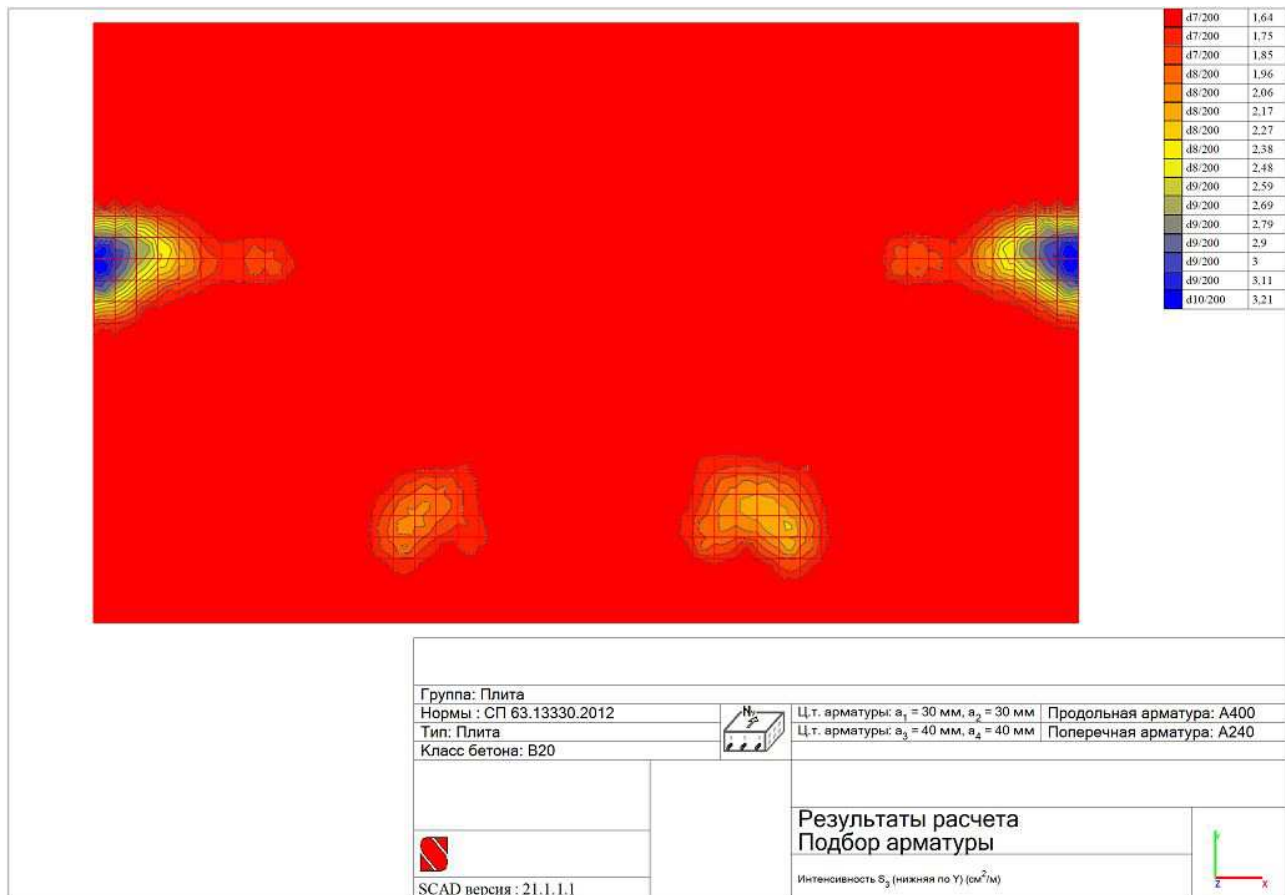 d7/200 1,64
d7/200 1,75
d7/200 1,85
d8/200 1,96
d8/200 2,06
d8/200 2,17
d8/200 2,27
d8/200 2,38
d8/200 2,48
d9/200 2,59
d9/200 2,69
d9/200 2,79
d9/200 2,9
d9/200 3
d9/200 3,11
d10/200 3,21
Группа: Плита
Нормы : СП 63.13330.2012
Тип: Плита
Класс бетона: В20
Ц.т. арматуры: a₁ = 30 мм, a₂ = 30 мм Продольная арматура: А400
Ц.т. арматуры: a₃ = 40 мм, a₄ = 40 мм Поперечная арматура: А240
Результаты расчета
Подбор арматуры
Интенсивность S₃ (нижняя по Y) (см²/м)
SCAD версия : 21.1.1.1
Z X